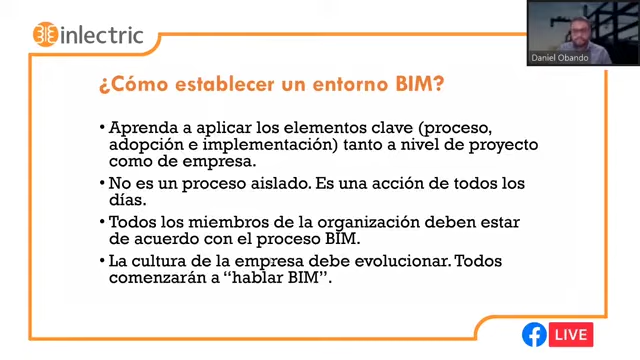 inlectric
Daniel Obando
¿Cómo establecer un entorno BIM?
• Aprenda a aplicar los elementos clave (proceso,
adopción e implementación) tanto a nivel de proyecto
como de empresa.
• No es un proceso aislado. Es una acción de todos los
días.
• Todos los miembros de la organización deben estar
de acuerdo con el proceso BIM.
• La cultura de la empresa debe evolucionar. Todos
comenzarán a “hablar BIM”.
LIVE